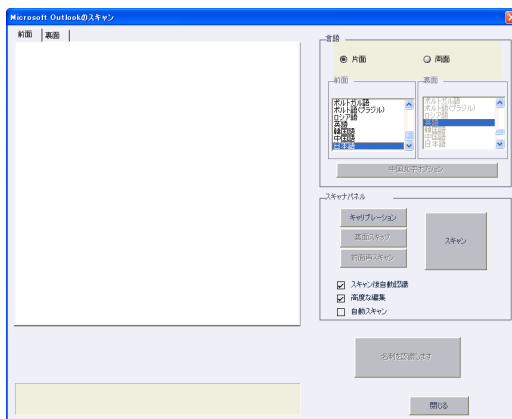 Microsoft Outlookのスキャン
前面
裏面
言語
片面
両面
前面
裏面
ポルトガル語
ポルト語(ブラジル)
ロシア語
英語
韓国語
中国語
日本語
ポルトガル語
ポルト語(ブラジル)
ロシア語
英語
韓国語
中国語
日本語
中国文字オプション
スキャナパネル
キャリブレーション
裏面スキャン
前面再スキャン
スキャン
スキャン後自動認識
高度な編集
自動スキャン
名刺を認識します
閉じる